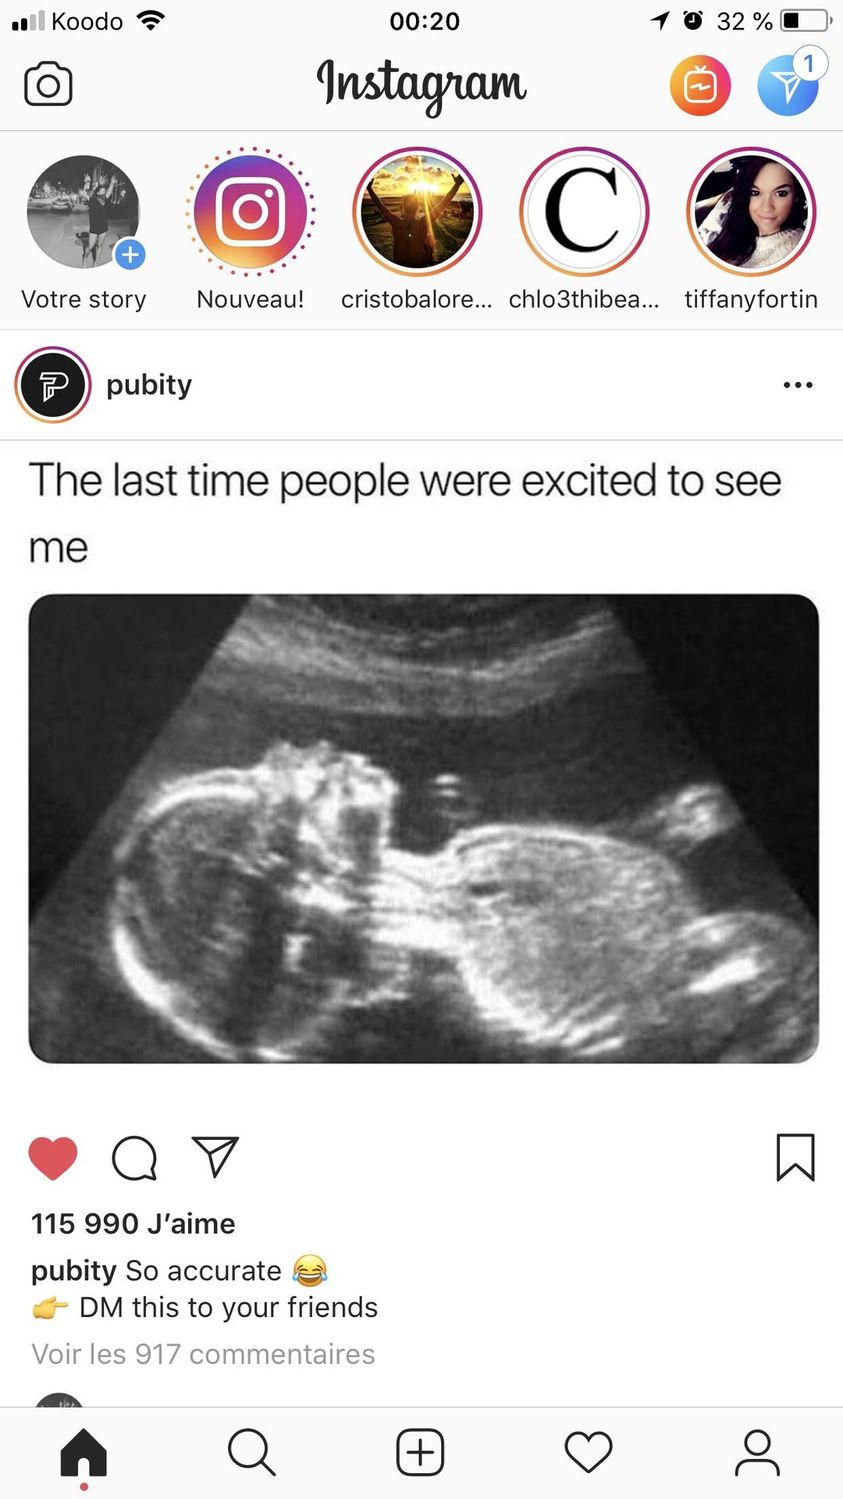 Koodo 00:20 32 %
Instagram
1
Votre story Nouveau! cristobalore... chlo3thibea... tiffanyfortin
C
pubity
The last time people were excited to see
me
115 990 J'aime
pubity So accurate 😂
👉 DM this to your friends
Voir les 917 commentaires